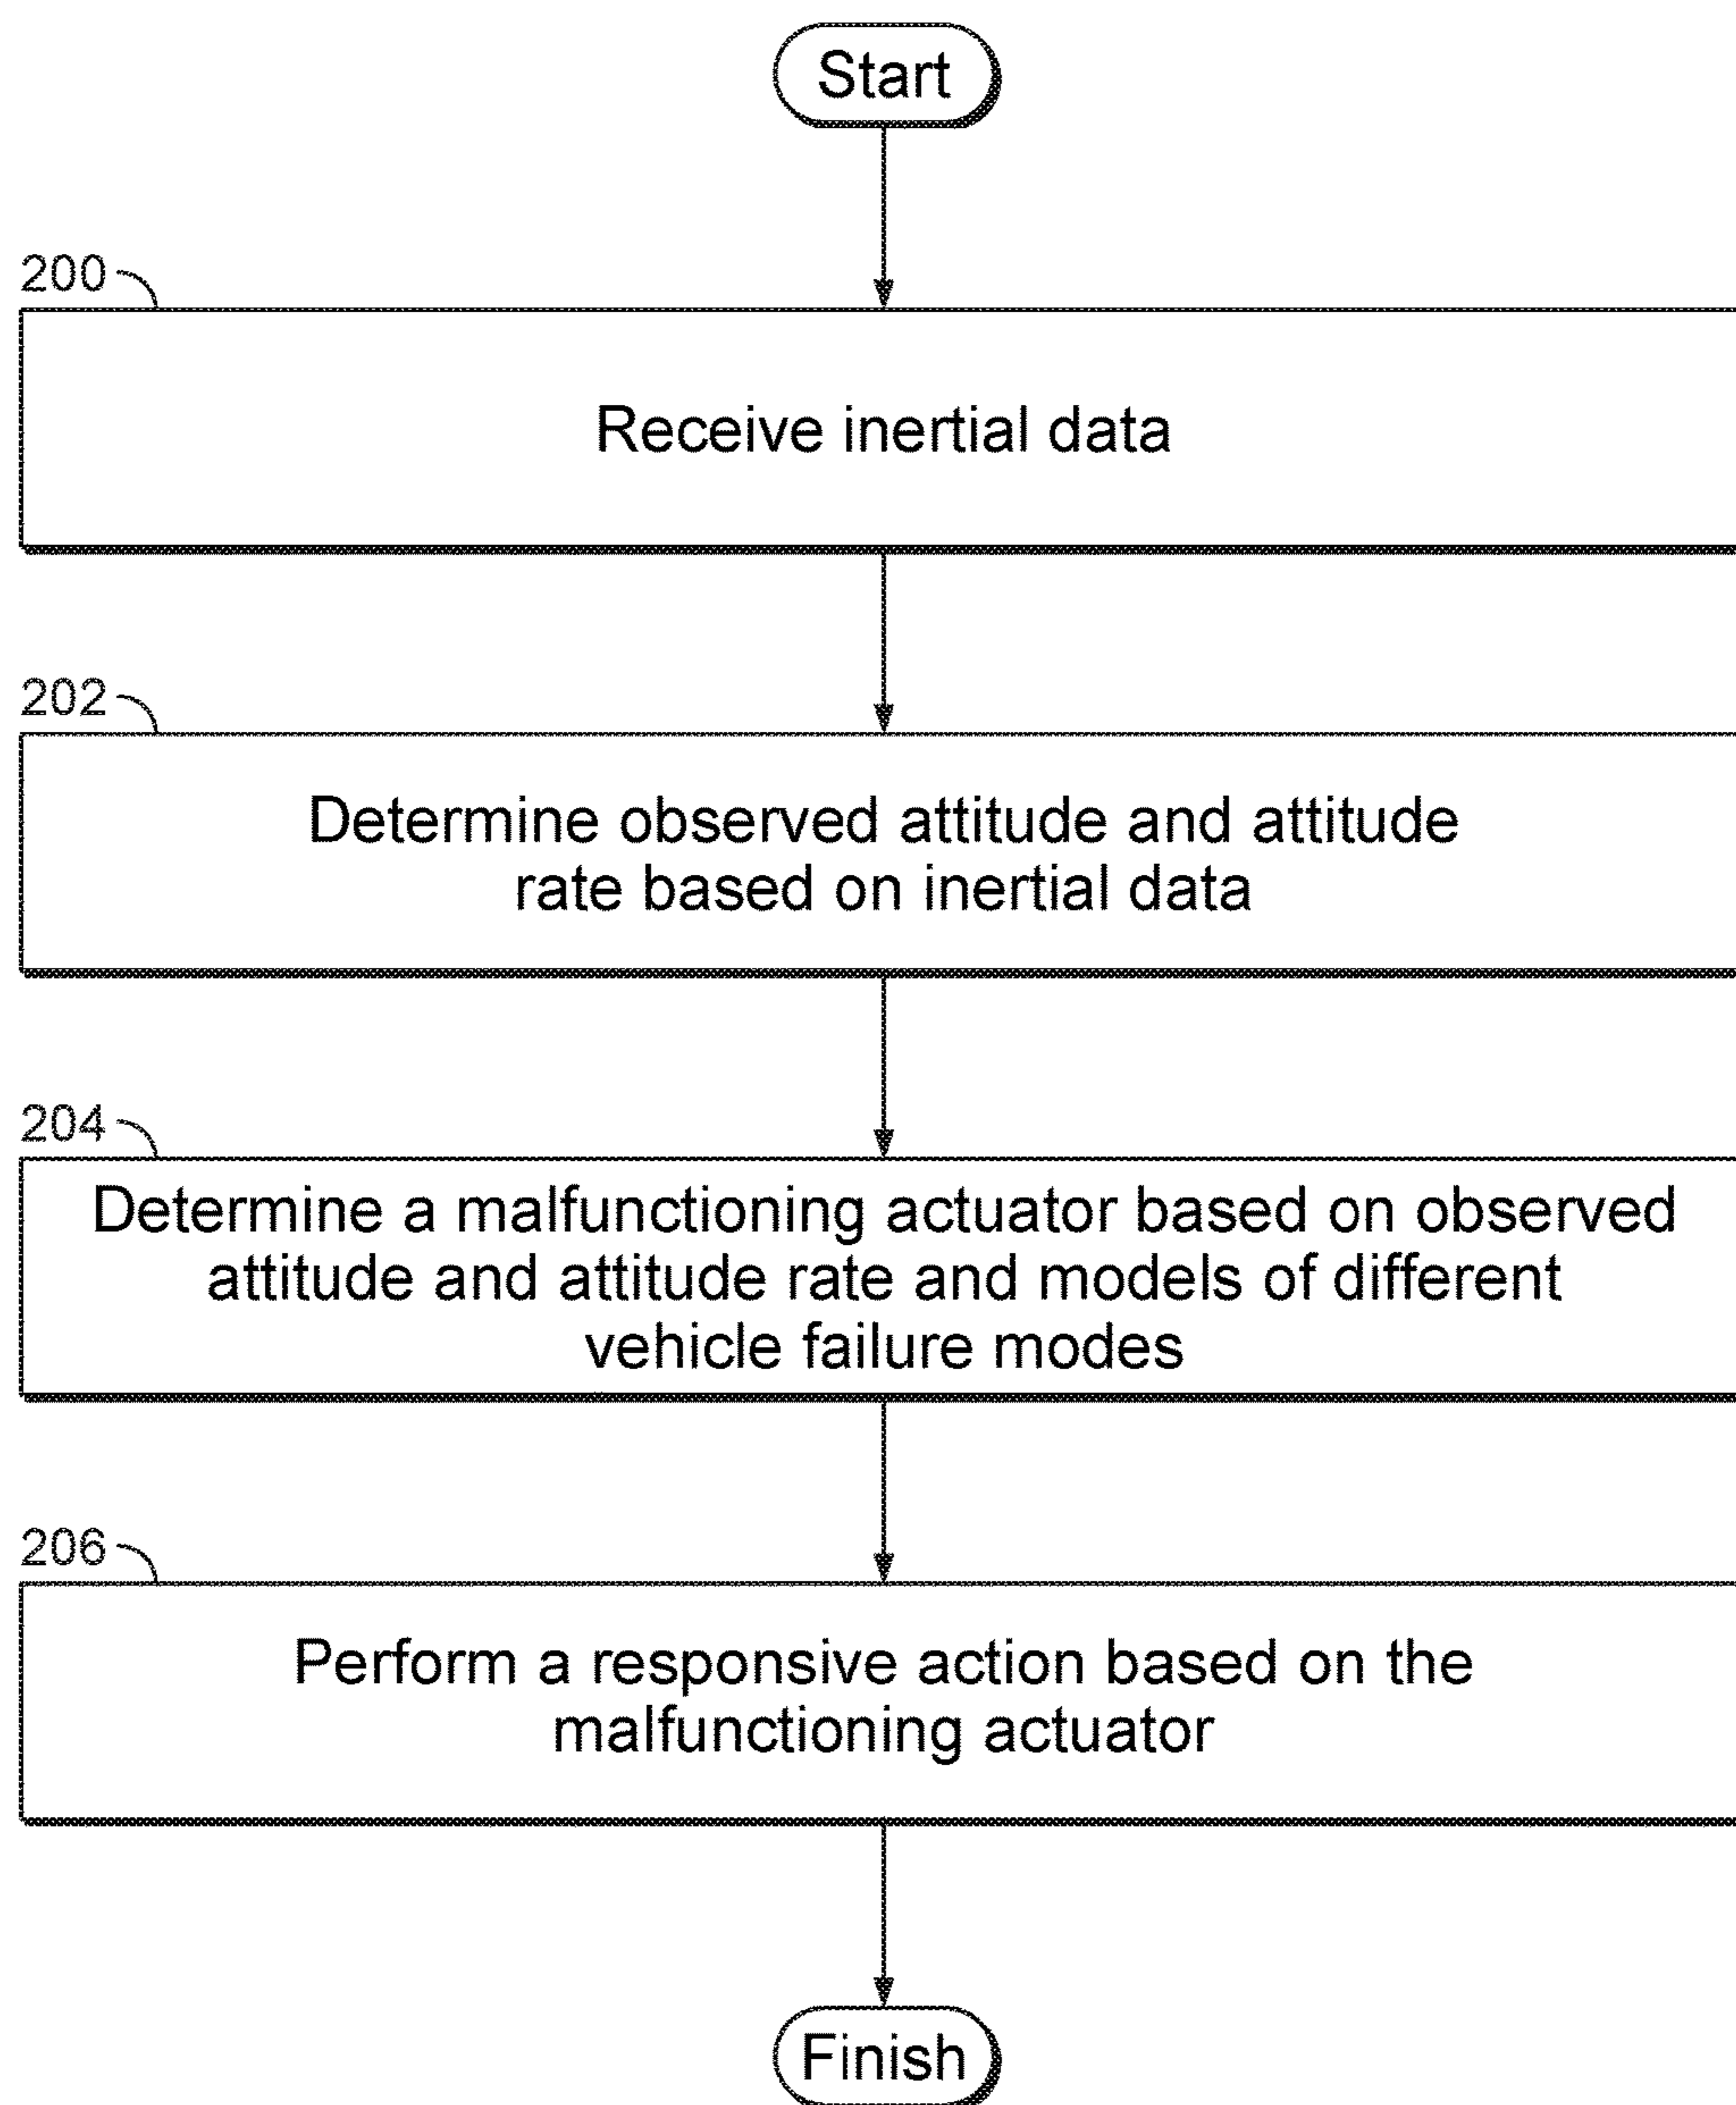 Start
200
Receive inertial data
202
Determine observed attitude and attitude
rate based on inertial data
204
Determine a malfunctioning actuator based on observed
attitude and attitude rate and models of different
vehicle failure modes
206
Perform a responsive action based on the
malfunctioning actuator
Finish